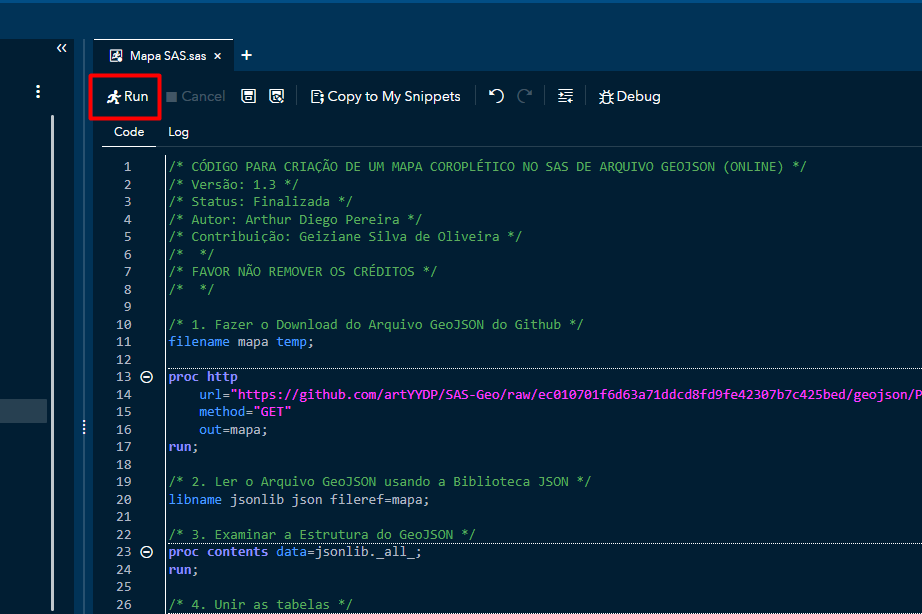 «
Mapa SAS.sas × +
Run Cancel Copy to My Snippets Debug
Code Log
1 /* CÓDIGO PARA CRIAÇÃO DE UM MAPA COROPLÉTICO NO SAS DE ARQUIVO GEOJSON (ONLINE) */
2 /* Versão: 1.3 */
3 /* Status: Finalizada */
4 /* Autor: Arthur Diego Pereira */
5 /* Contribuição: Geiziane Silva de Oliveira */
6 /*  */
7 /* FAVOR NÃO REMOVER OS CRÉDITOS */
8 /*  */
9
10 /* 1. Fazer o Download do Arquivo GeoJSON do Github */
11 filename mapa temp;
12
13 proc http
14     url="https://github.com/artYYDP/SAS-Geo/raw/ec010701f6d63a71ddcd8fd9fe42307b7c425bed/geojson/P
15     method="GET"
16     out=mapa;
17 run;
18
19 /* 2. Ler o Arquivo GeoJSON usando a Biblioteca JSON */
20 libname jsonlib json fileref=mapa;
21
22 /* 3. Examinar a Estrutura do GeoJSON */
23 proc contents data=jsonlib._all_;
24 run;
25
26 /* 4. Unir as tabelas */